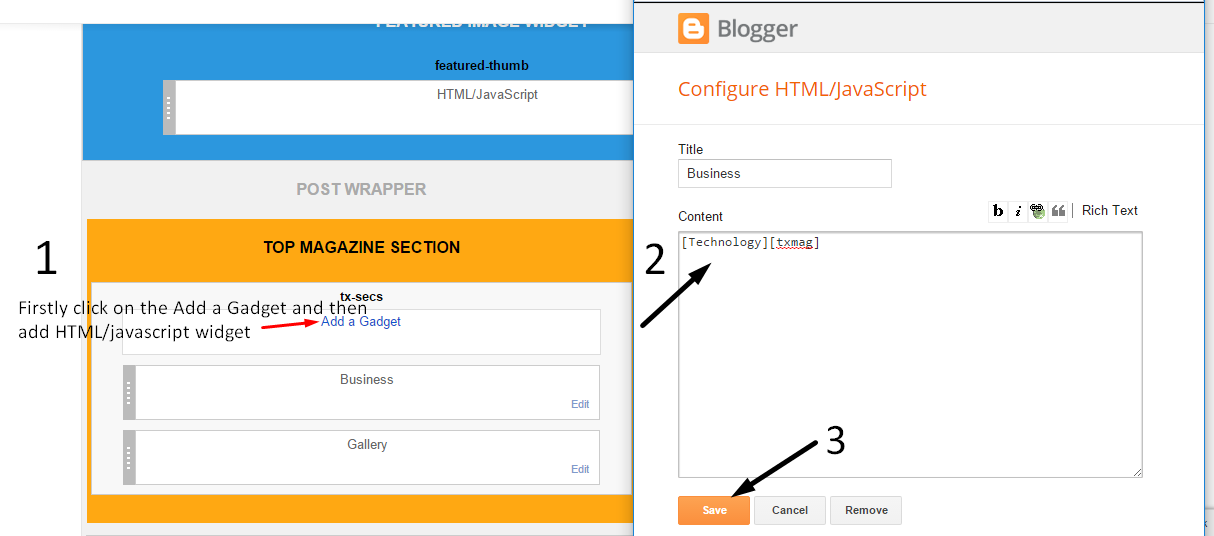 FEATURED IMAGE WIDGET
featured-thumb
HTML/JavaScript
POST WRAPPER
TOP MAGAZINE SECTION
1
tx-secs
Firstly click on the Add a Gadget and then
add HTML/javascript widget
Add a Gadget
Business
Edit
Gallery
Edit
Blogger
Configure HTML/JavaScript
Title
Business
Content
b i Rich Text
[Technology][txmag]
2
3
Save Cancel Remove